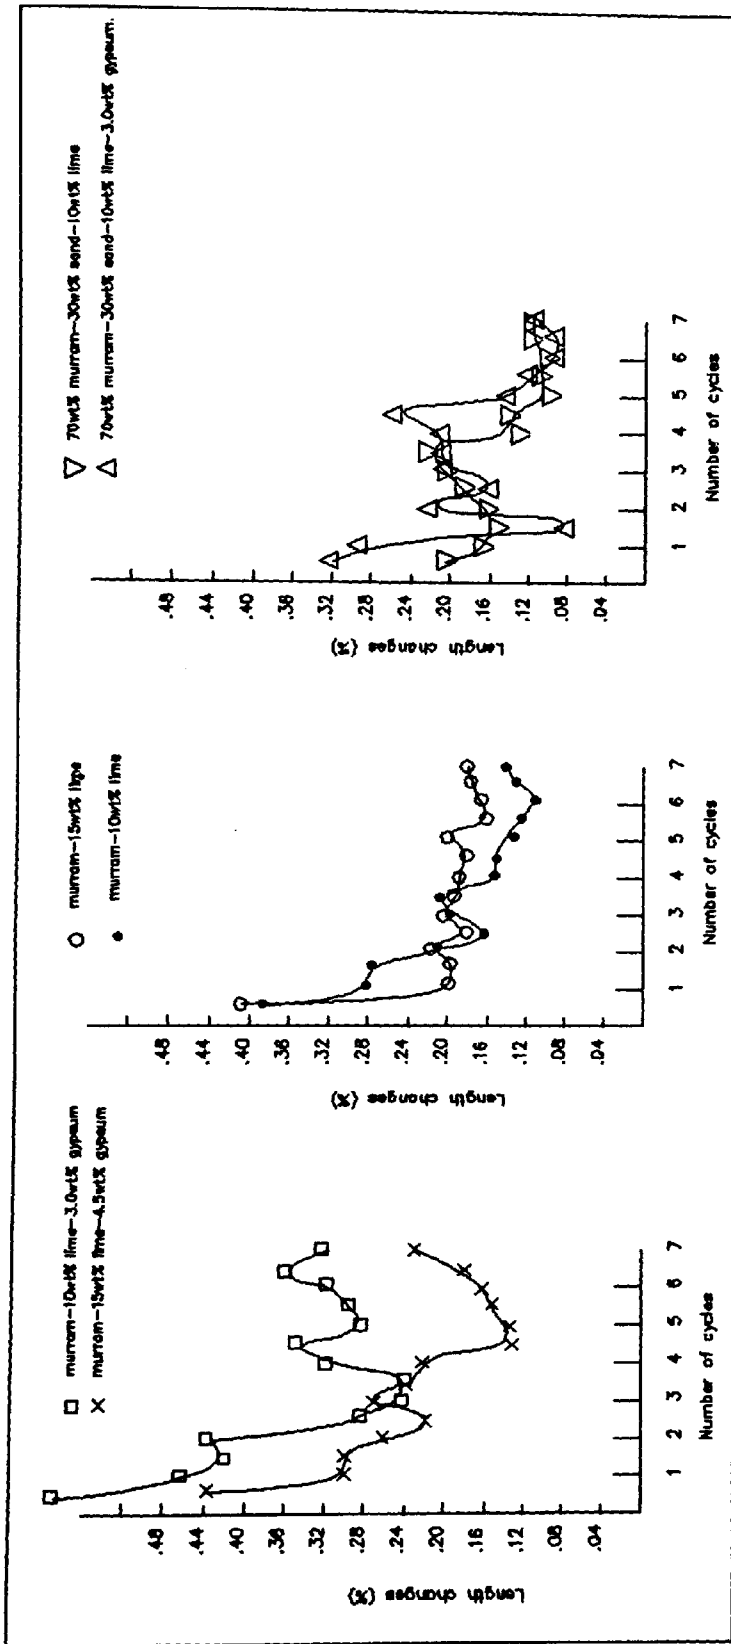 □ murram-10wt% lime-3.0wt% gypsum
× murram-15wt% lime-4.5wt% gypsum
.48
.44
.40
.36
.32
.28
.24
.20
.16
.12
.08
.04
Length changes (%)
1 2 3 4 5 6 7
Number of cycles
○ murram-15wt% lime
• murram-10wt% lime
.48
.44
.40
.36
.32
.28
.24
.20
.16
.12
.08
.04
Length changes (%)
1 2 3 4 5 6 7
Number of cycles
▽ 70wt% murram-30wt% sand-10wt% lime
△ 70wt% murram-30wt% sand-10wt% lime-3.0wt% gypsum.
.48
.44
.40
.36
.32
.28
.24
.20
.16
.12
.08
.04
Length changes (%)
1 2 3 4 5 6 7
Number of cycles